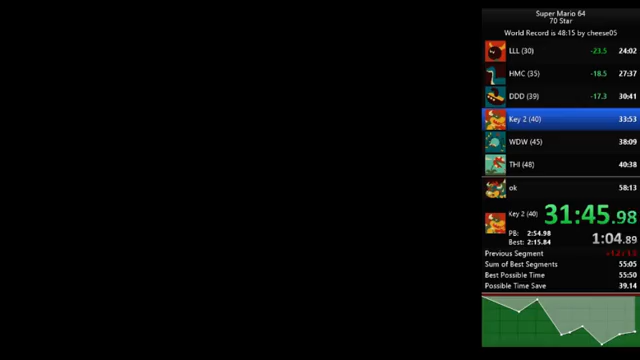 Super Mario 64
70 Star
World Record is 48:15 by cheese05
LLL (30) -23.5 24:02
HMC (35) -18.5 27:37
DDD (39) -17.3 30:41
Key 2 (40) 33:53
WDW (45) 38:09
THI (48) 40:38
ok 58:13
Key 2 (40) 31:45.98
PB: 2:54.98
Best: 2:15.84 1:04.89
Previous Segment
Sum of Best Segments 55:05
Best Possible Time 55:50
Possible Time Save 39.14